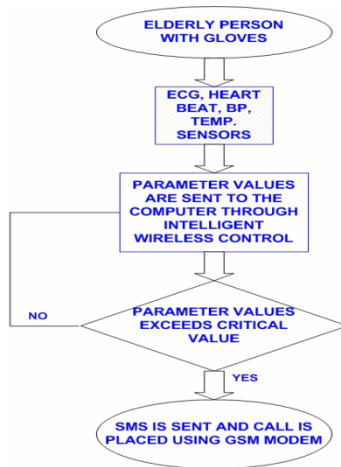 ELDERLY PERSON
WITH GLOVES
ECG, HEART
BEAT, BP,
TEMP.
SENSORS
PARAMETER VALUES
ARE SENT TO THE
COMPUTER THROUGH
INTELLIGENT
WIRELESS CONTROL
PARAMETER VALUES
EXCEEDS CRITICAL
VALUE
NO
YES
SMS IS SENT AND CALL IS
PLACED USING GSM MODEM